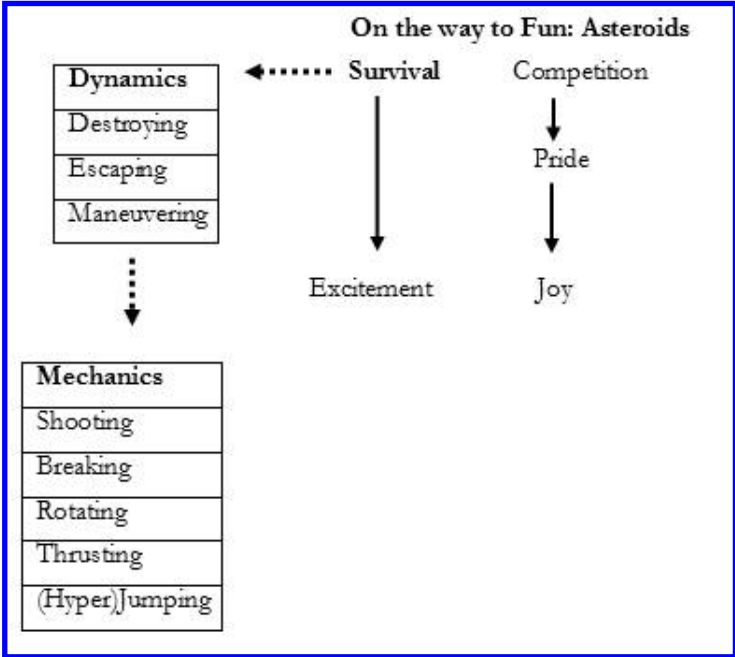 On the way to Fun: Asteroids
Survival Competition
Pride
Excitement Joy
Dynamics
Destroying
Escaping
Maneuvering
Mechanics
Shooting
Breaking
Rotating
Thrusting
(Hyper)Jumping